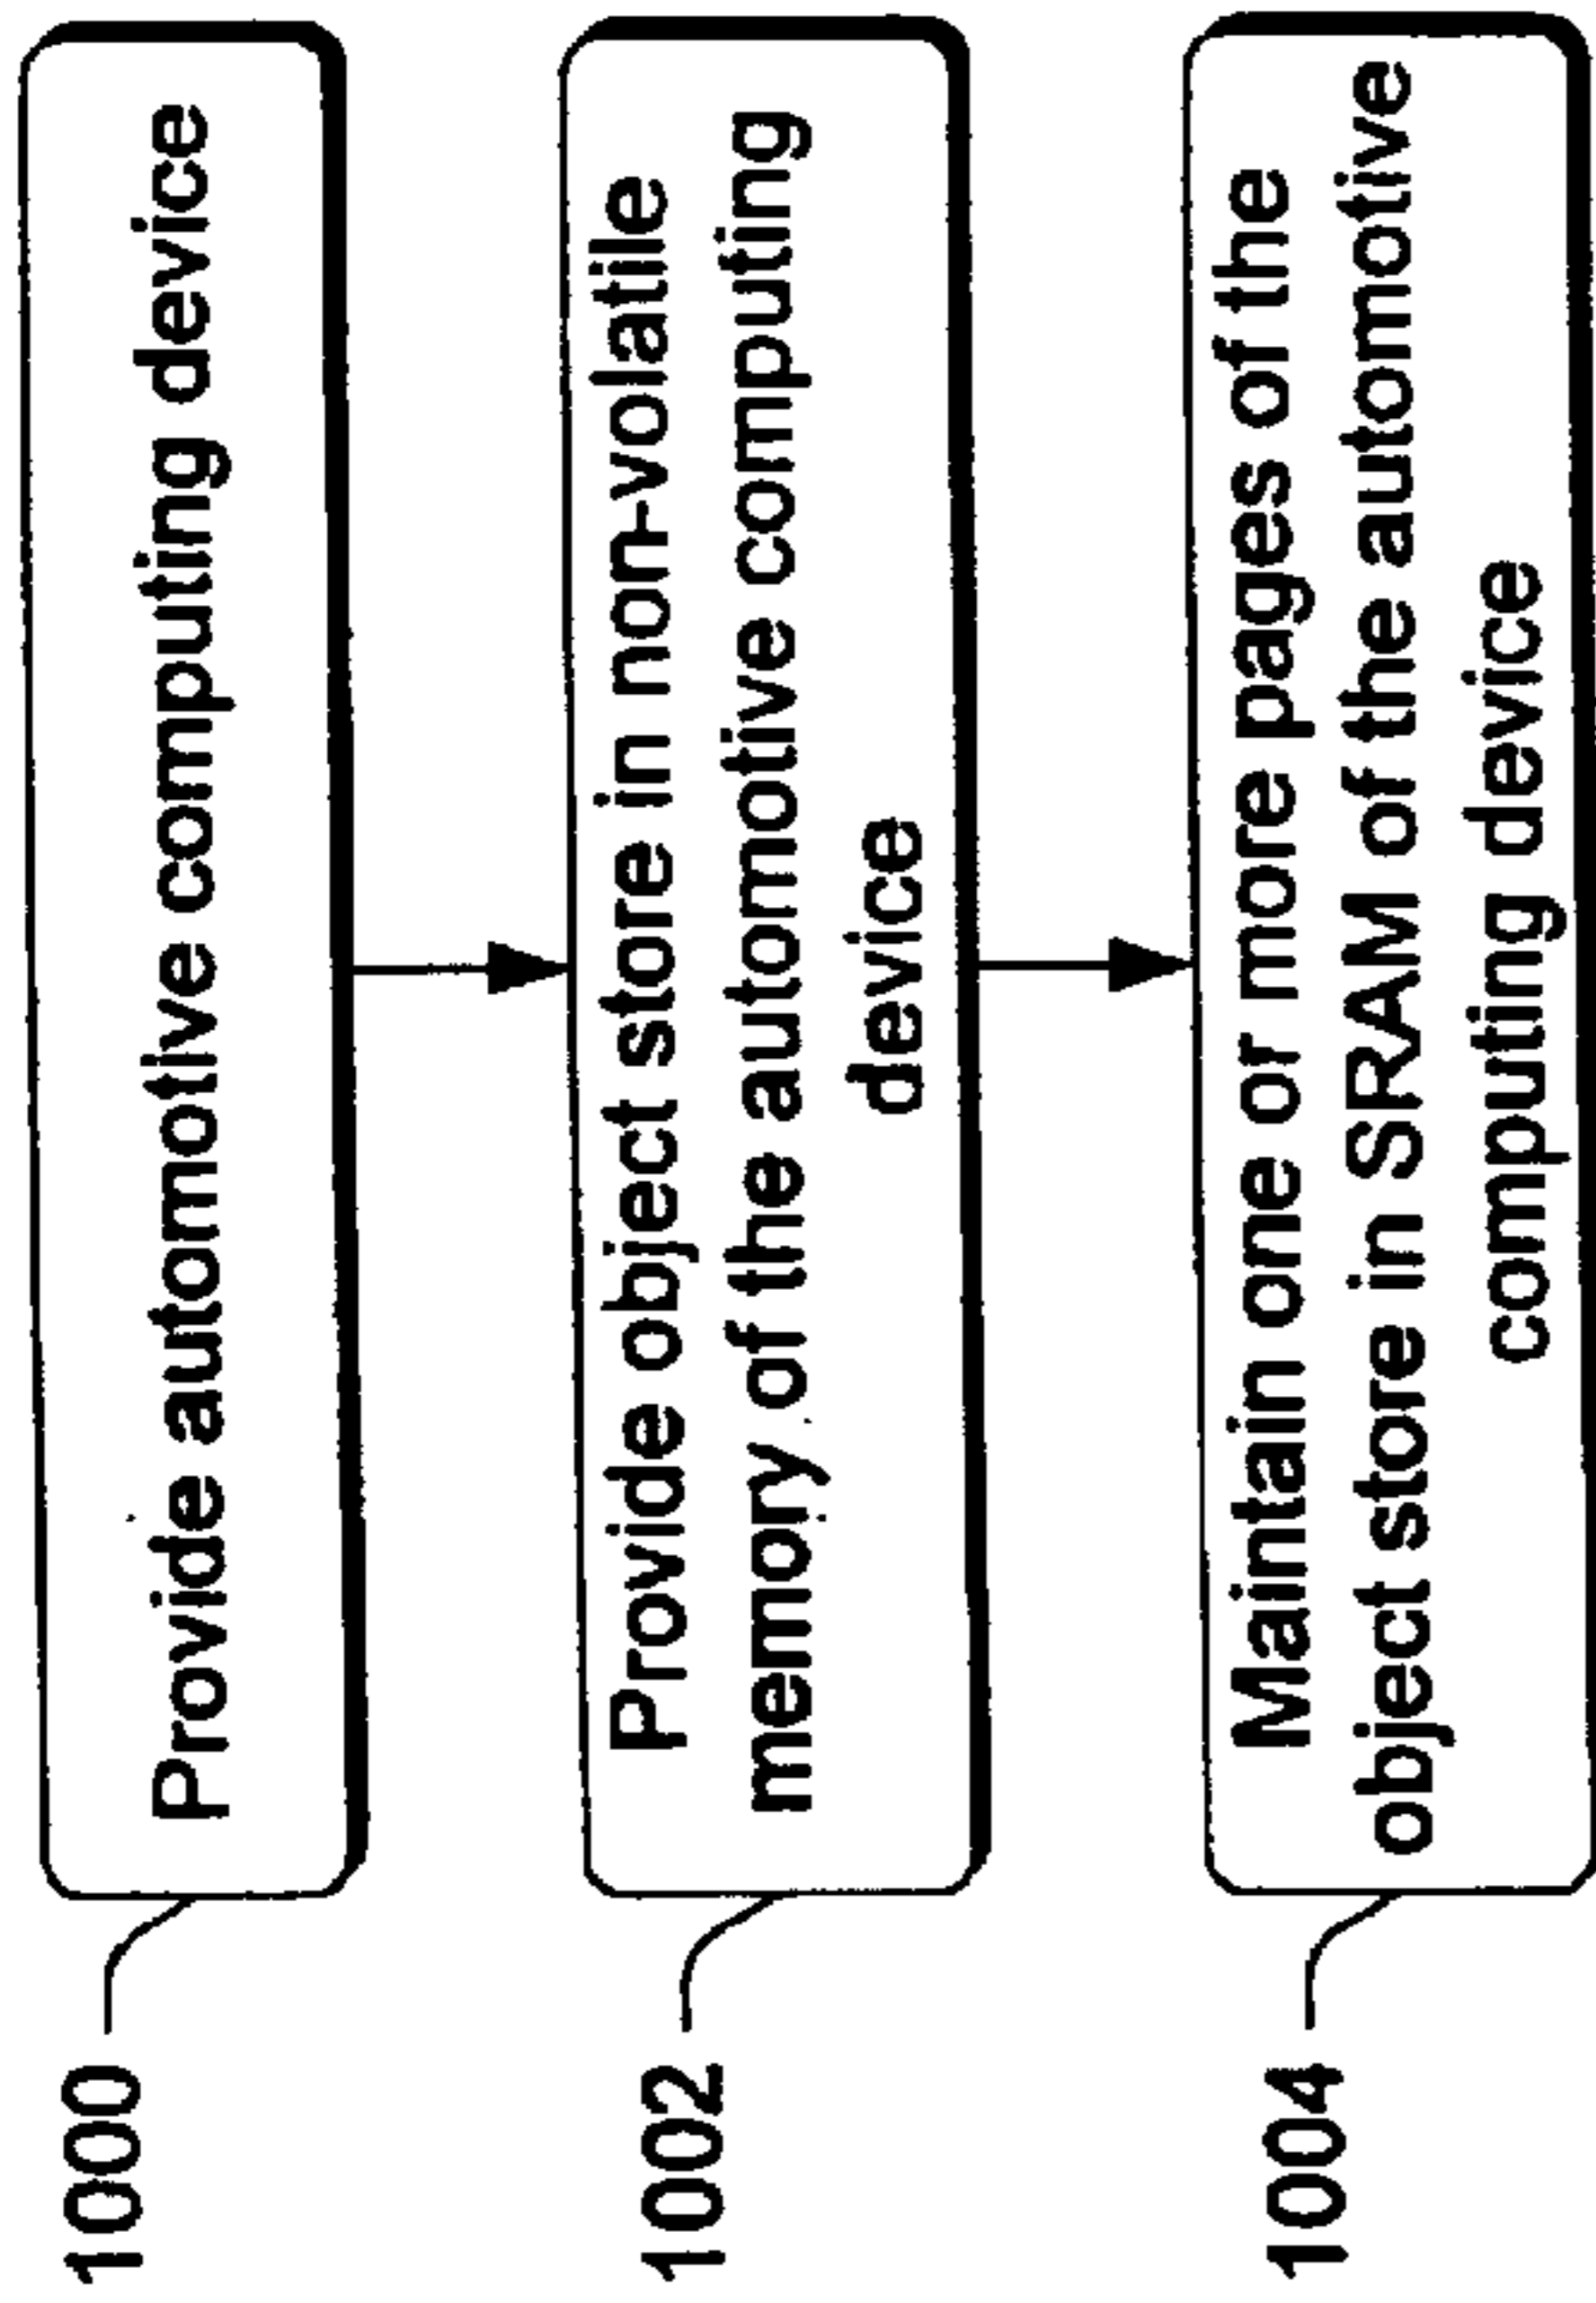 1000
Provide automotive computing device
1002
Provide object store in non-volatile
memory of the automotive computing
device
1004
Maintain one or more pages of the
object store in SRAM of the automotive
computing device